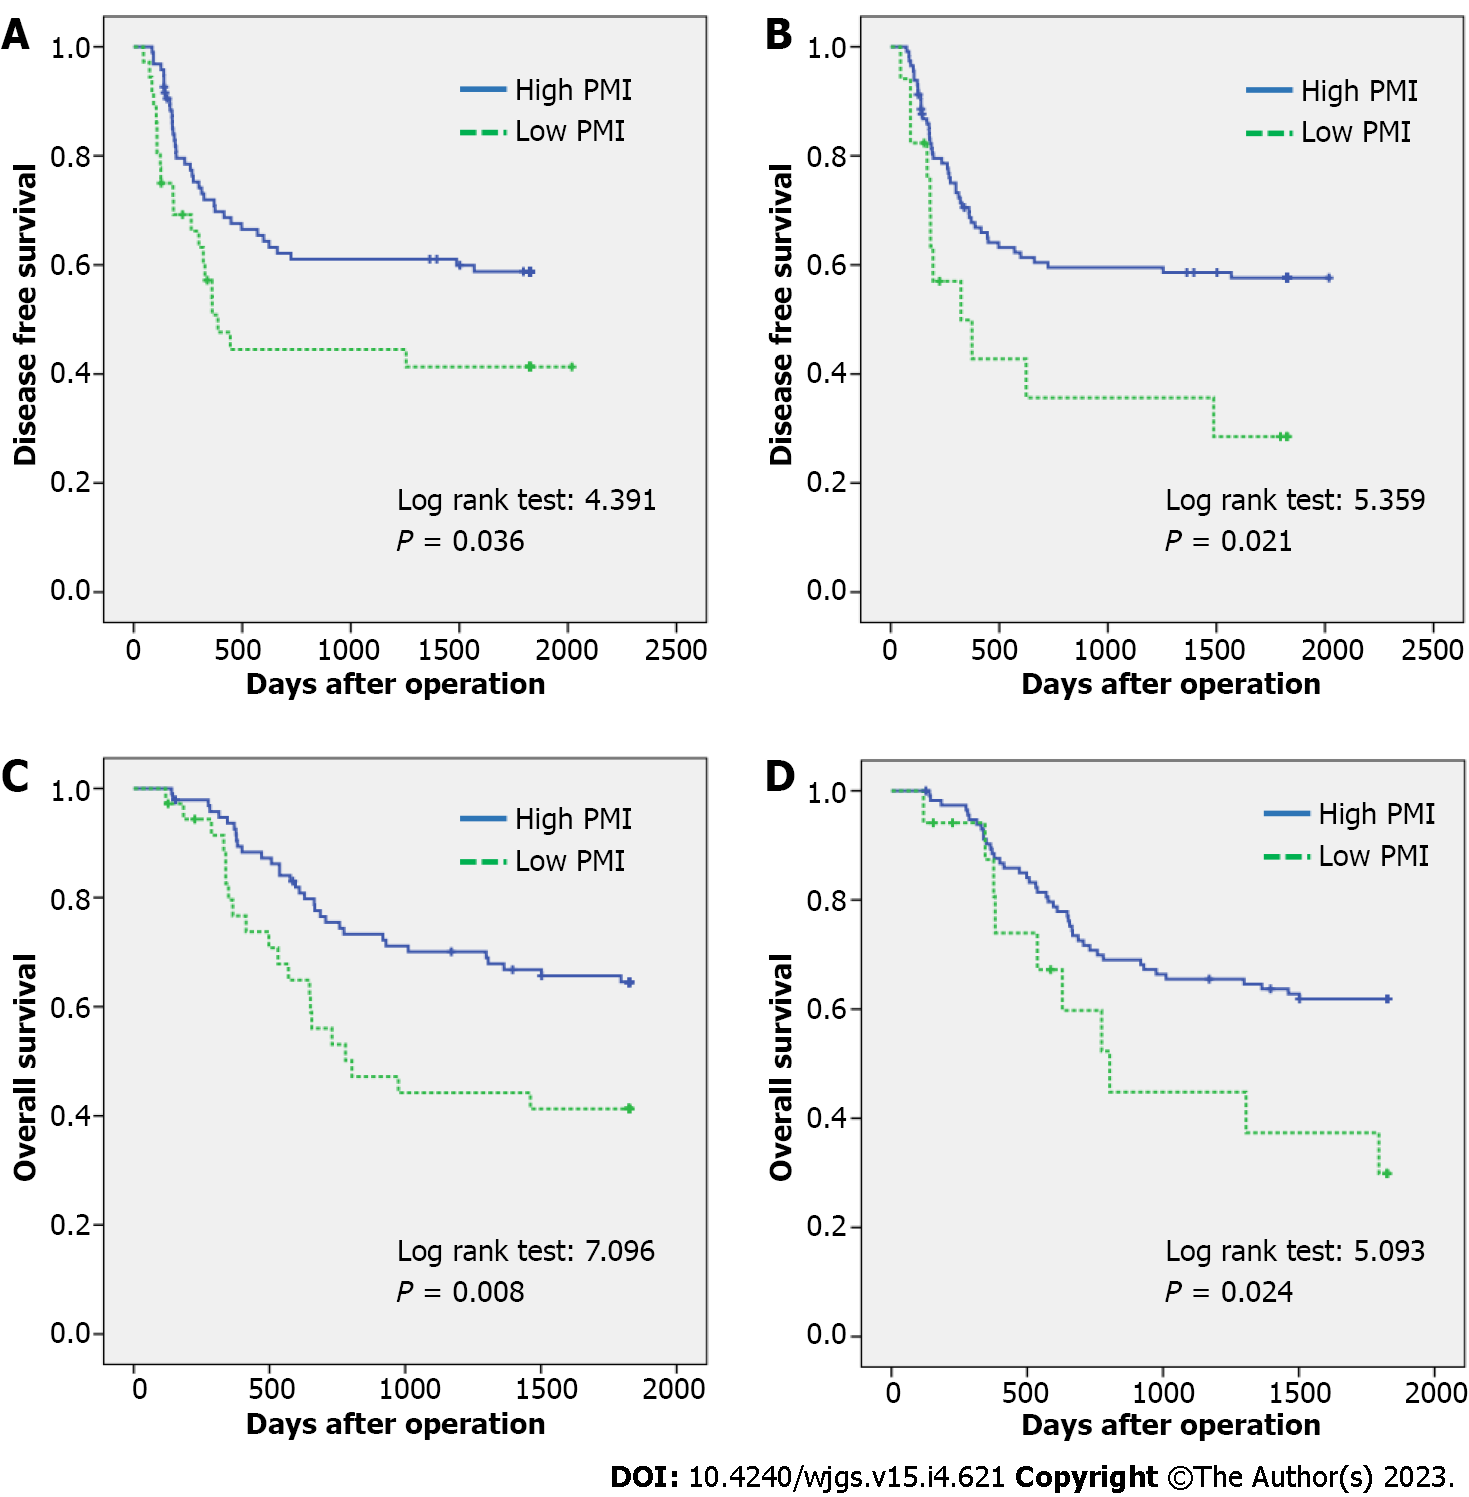 A
1.0
0.8
0.6
0.4
0.2
0.0
Disease free survival
High PMI
Low PMI
Log rank test: 4.391
P = 0.036
0 500 1000 1500 2000 2500
Days after operation
B
1.0
0.8
0.6
0.4
0.2
0.0
Disease free survival
High PMI
Low PMI
Log rank test: 5.359
P = 0.021
0 500 1000 1500 2000 2500
Days after operation
C
1.0
0.8
0.6
0.4
0.2
0.0
Overall survival
High PMI
Low PMI
Log rank test: 7.096
P = 0.008
0 500 1000 1500 2000
Days after operation
D
1.0
0.8
0.6
0.4
0.2
0.0
Overall survival
High PMI
Low PMI
Log rank test: 5.093
P = 0.024
0 500 1000 1500 2000
Days after operation
DOI: 10.4240/wjgs.v15.i4.621 Copyright ©The Author(s) 2023.